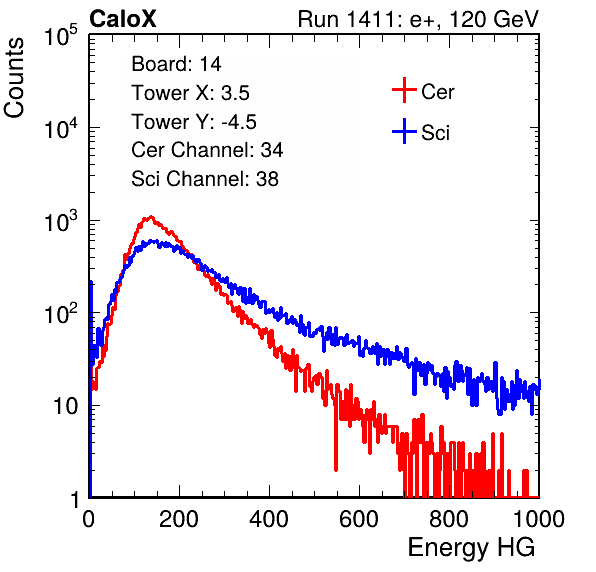 CaloX Run 1411: e+, 120 GeV
Counts
Board: 14
Tower X: 3.5
Tower Y: -4.5
Cer Channel: 34
Sci Channel: 38
Cer
Sci
10^5
10^4
10^3
10^2
10
1
0 200 400 600 800 1000
Energy HG